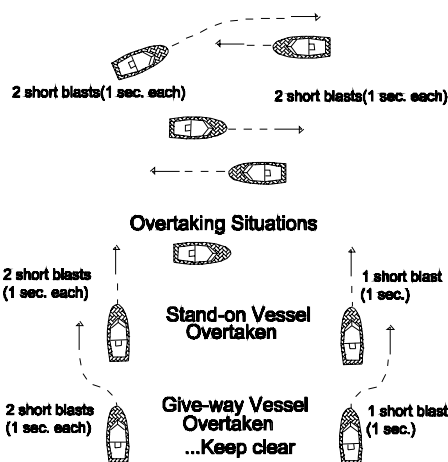 2 short blasts(1 sec. each)
2 short blasts(1 sec. each)
Overtaking Situations
2 short blasts
(1 sec. each)
1 short blast
(1 sec.)
Stand-on Vessel
Overtaken
2 short blasts
(1 sec. each)
Give-way Vessel
Overtaken
...Keep clear
1 short blast
(1 sec.)